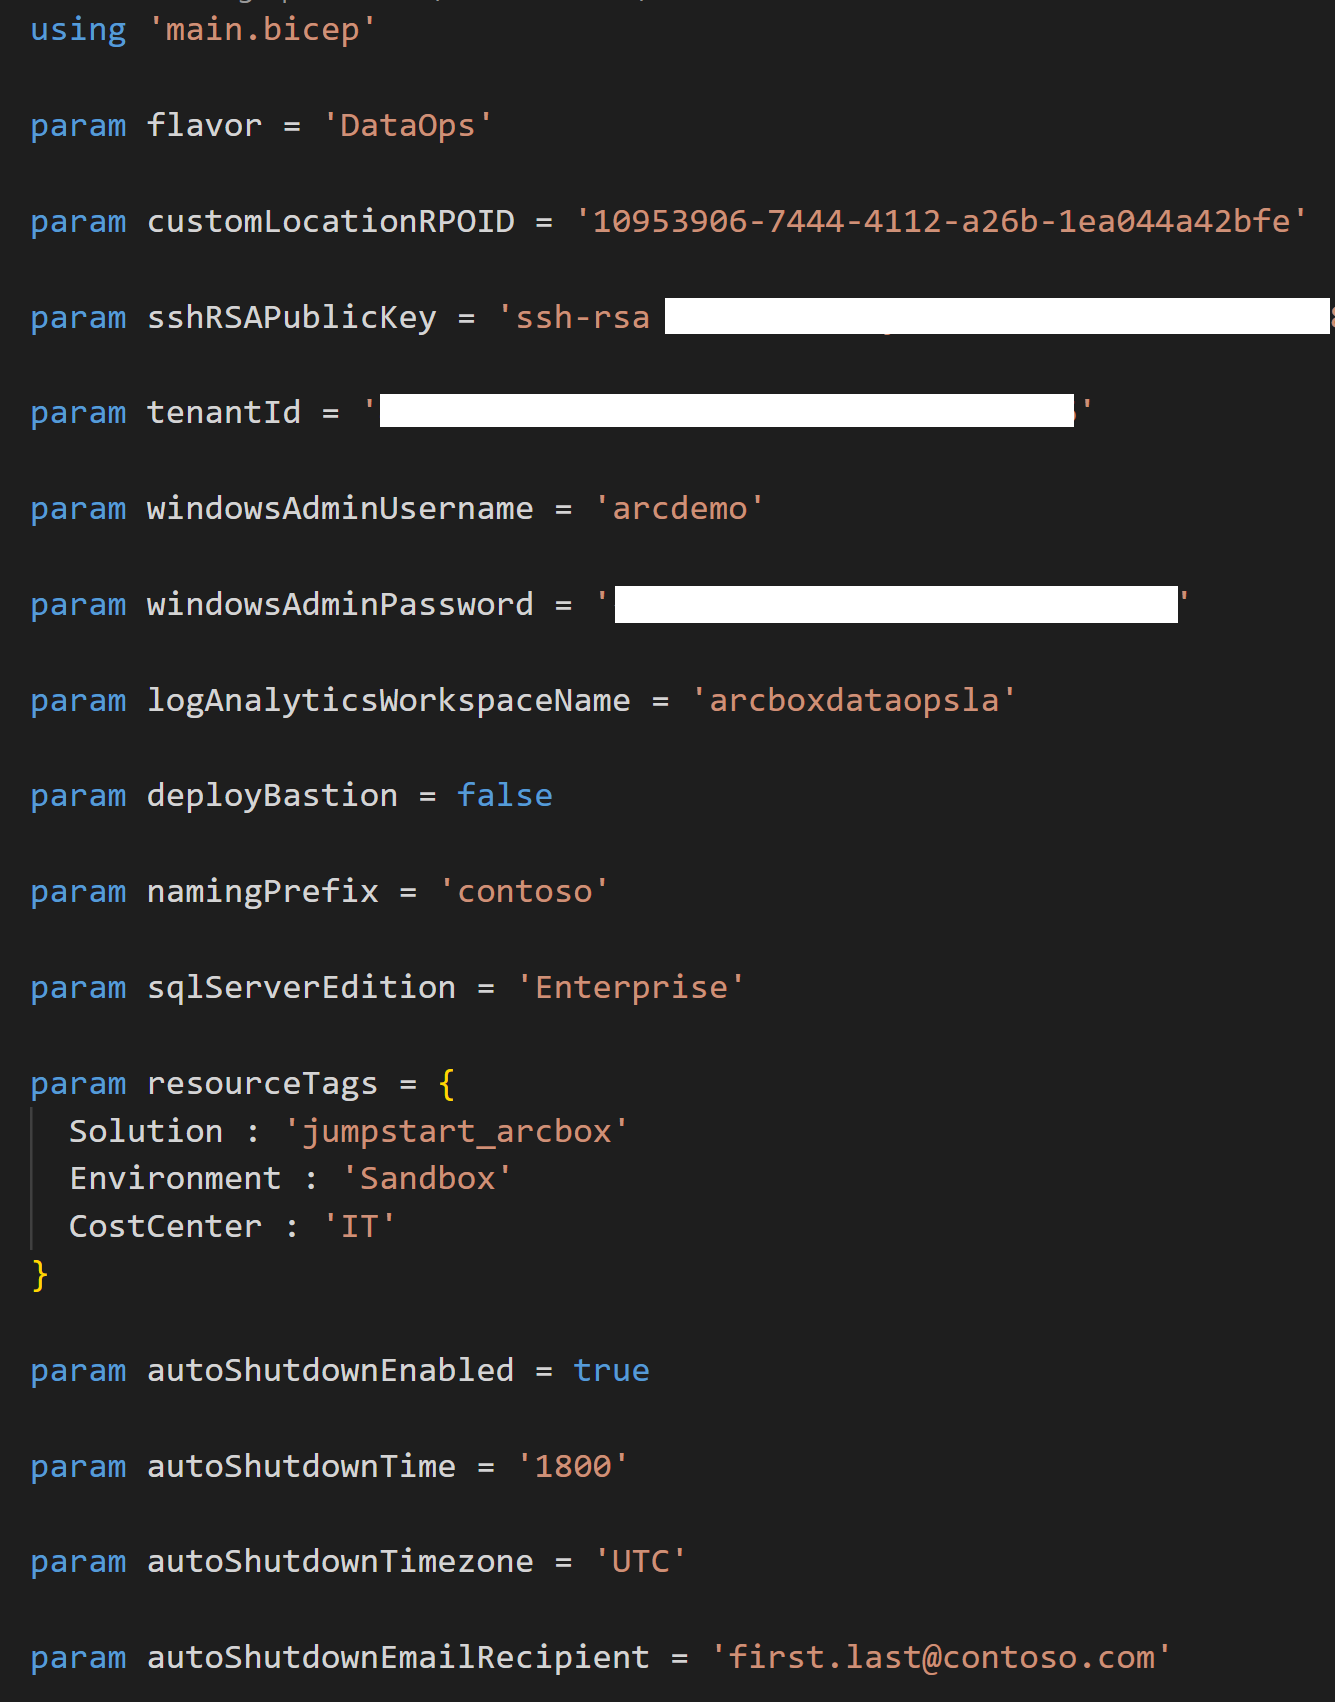 using 'main.bicep'
param flavor = 'DataOps'
param customLocationRPOID = '10953906-7444-4112-a26b-1ea044a42bfe'
param sshRSAPublicKey = 'ssh-rsa
param tenantId = ' '
param windowsAdminUsername = 'arcdemo'
param windowsAdminPassword = ' '
param logAnalyticsWorkspaceName = 'arcboxdataopsla'
param deployBastion = false
param namingPrefix = 'contoso'
param sqlServerEdition = 'Enterprise'
param resourceTags = {
Solution : 'jumpstart_arcbox'
Environment : 'Sandbox'
CostCenter : 'IT'
}
param autoShutdownEnabled = true
param autoShutdownTime = '1800'
param autoShutdownTimezone = 'UTC'
param autoShutdownEmailRecipient = 'first.last@contoso.com'